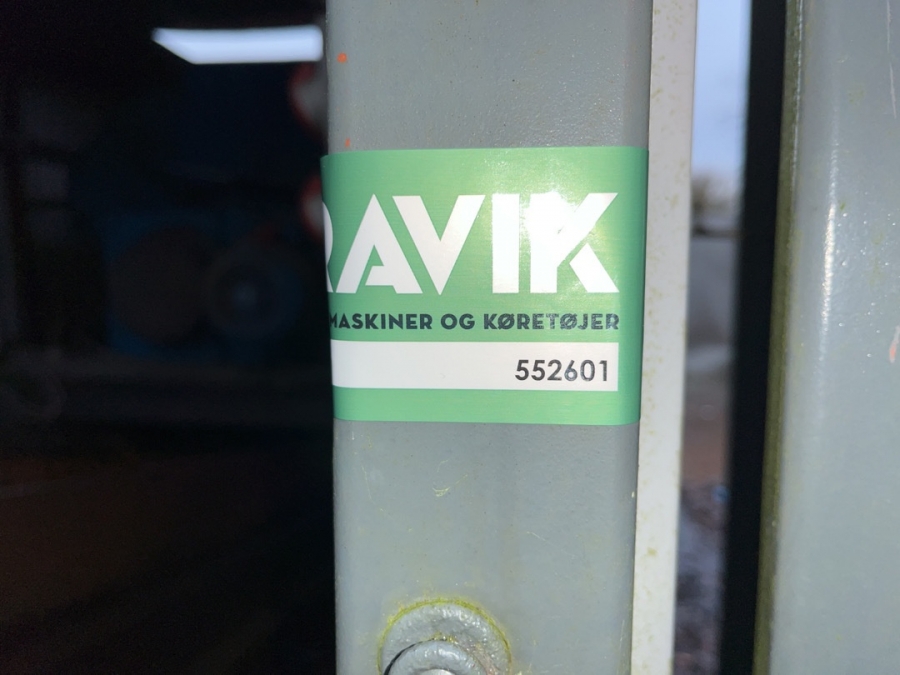 RAVIK
MASKINER OG KØRETØJER
552601